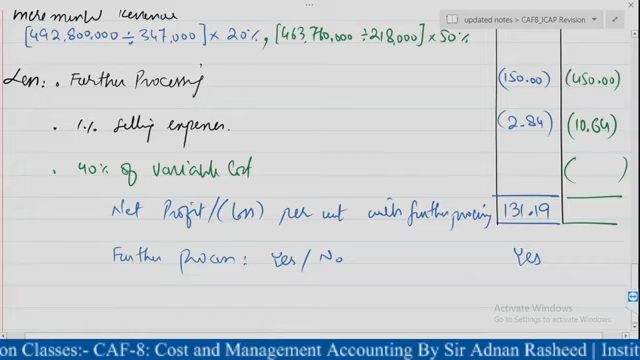 Incremental Revenue
[492,800,000 ÷ 347,000] × 20%, [463,760,000 ÷ 218,000] × 50%
Less: • Further Processing (150.00) (450.00)
• 1% Selling expenses. (2.84) (10.64)
• 40% of Variable Cost ( )
Net Profit/(loss) per unit with further processing 131.19
Further process: Yes / No Yes
updated notes > CAF8_ICAP Revision
Activate Windows
Go to Settings to activate Windows.
on Classes:- CAF-8: Cost and Management Accounting By Sir Adnan Rasheed | Instit